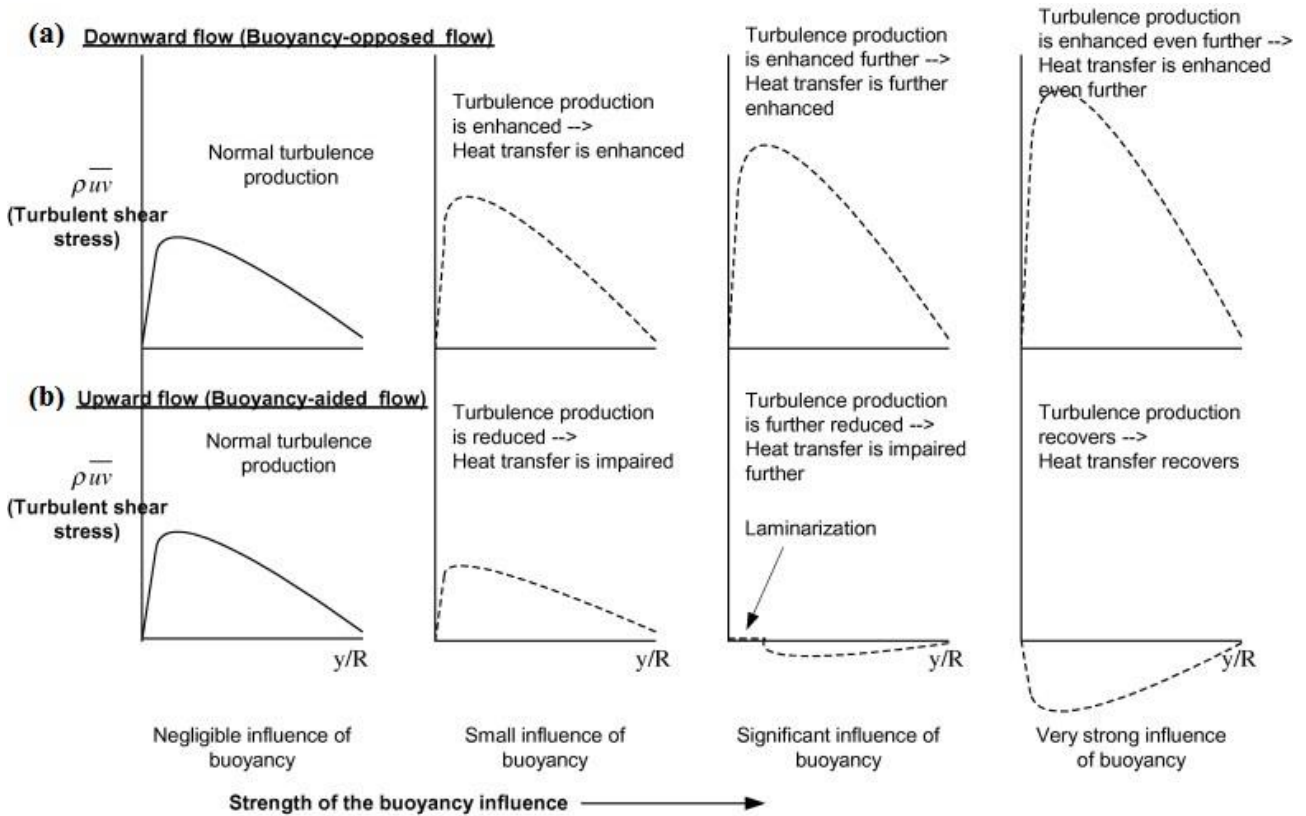 (a) Downward flow (Buoyancy-opposed flow)
ρ uv
(Turbulent shear
stress)
Normal turbulence
production
Turbulence production
is enhanced -->
Heat transfer is enhanced
Turbulence production
is enhanced further -->
Heat transfer is further
enhanced
Turbulence production
is enhanced even further -->
Heat transfer is enhanced
even further
(b) Upward flow (Buoyancy-aided flow)
ρ uv
(Turbulent shear
stress)
Normal turbulence
production
y/R
Turbulence production
is reduced -->
Heat transfer is impaired
y/R
Turbulence production
is further reduced -->
Heat transfer is impaired
further
Laminarization
y/R
Turbulence production
recovers -->
Heat transfer recovers
y/R
Negligible influence of
buoyancy
Small influence of
buoyancy
Significant influence of
buoyancy
Very strong influence
of buoyancy
Strength of the buoyancy influence